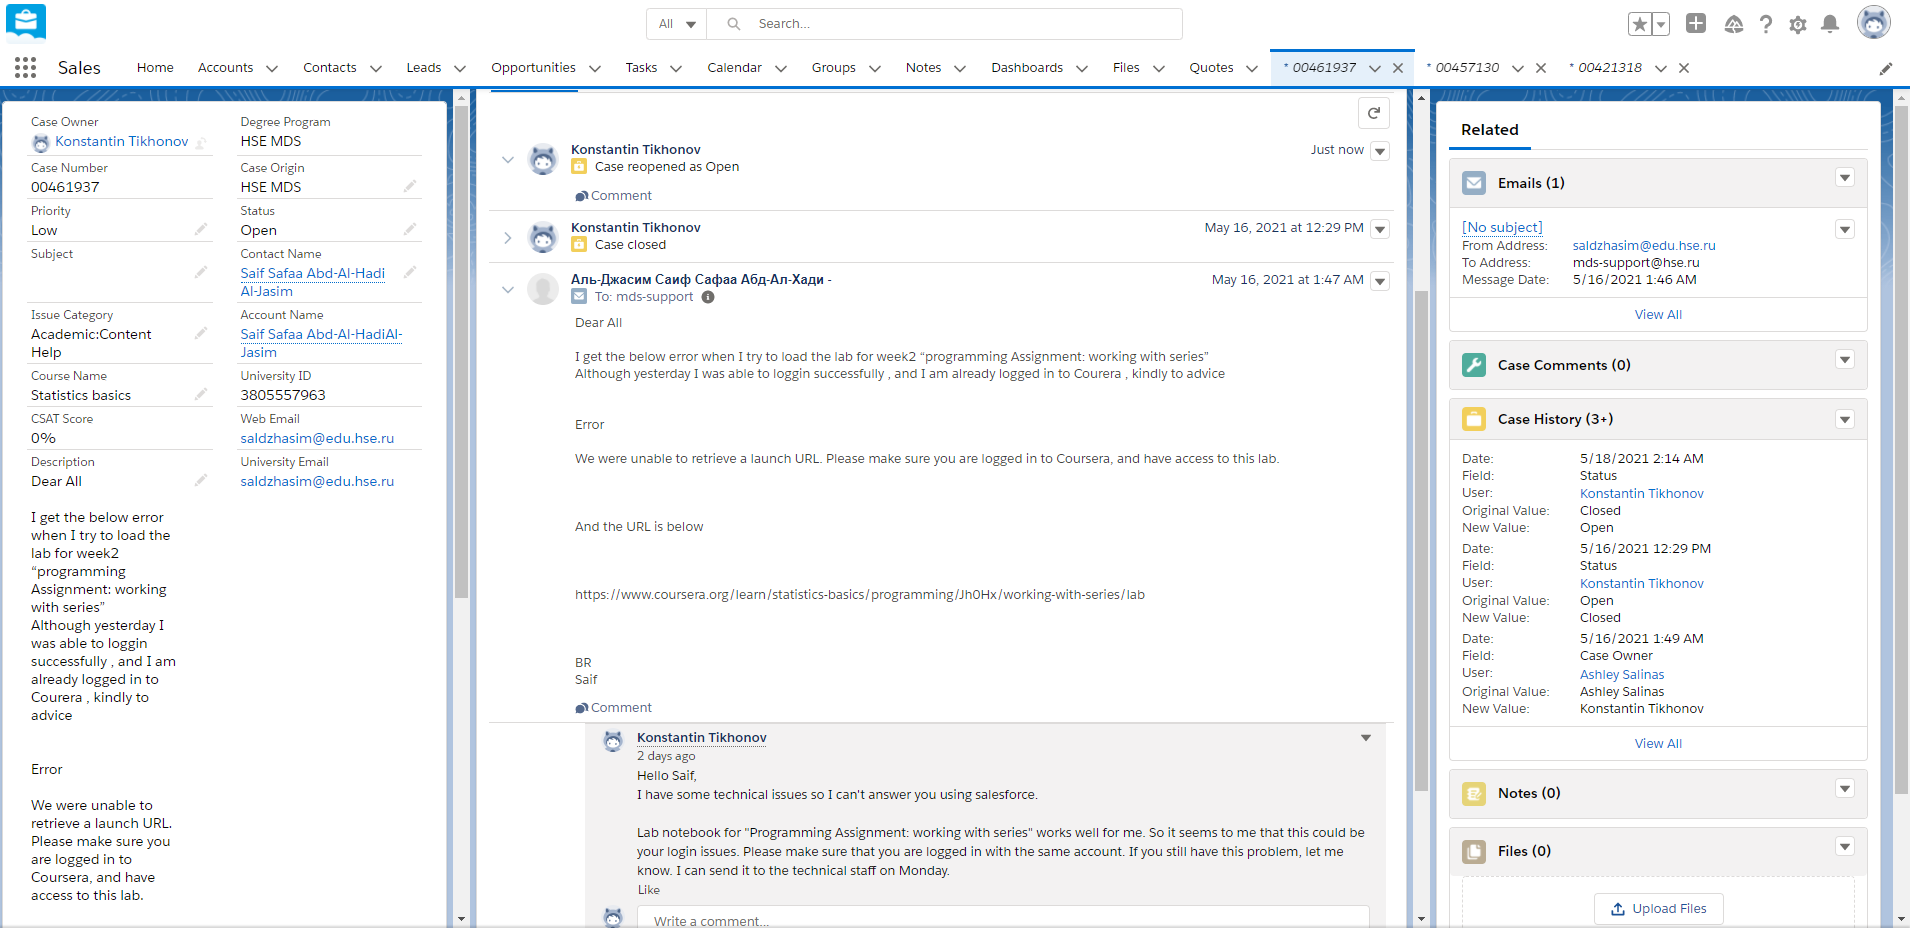 All
Search...
Sales
Home
Accounts
Contacts
Leads
Opportunities
Tasks
Calendar
Groups
Notes
Dashboards
Files
Quotes
* 00461937
* 00457130
* 00421318
Case Owner
Konstantin Tikhonov
Degree Program
HSE MDS
Case Number
00461937
Case Origin
HSE MDS
Priority
Low
Status
Open
Subject
Contact Name
Saif Safaa Abd-Al-Hadi
Al-Jasim
Issue Category
Academic:Content
Help
Account Name
Saif Safaa Abd-Al-HadiAl-
Jasim
Course Name
Statistics basics
University ID
3805557963
CSAT Score
0%
Web Email
saldzhasim@edu.hse.ru
Description
Dear All
University Email
saldzhasim@edu.hse.ru
I get the below error
when I try to load the
lab for week2
“programming
Assignment: working
with series”
Although yesterday I
was able to loggin
successfully , and I am
already logged in to
Courera , kindly to
advice
Error
We were unable to
retrieve a launch URL.
Please make sure you
are logged in to
Coursera, and have
access to this lab.
Konstantin Tikhonov
Just now
Case reopened as Open
Comment
Konstantin Tikhonov
May 16, 2021 at 12:29 PM
Case closed
Аль-Джасим Саиф Сафаа Абд-Ал-Хади -
May 16, 2021 at 1:47 AM
To: mds-support
Dear All
I get the below error when I try to load the lab for week2 “programming Assignment: working with series”
Although yesterday I was able to loggin successfully , and I am already logged in to Courera , kindly to advice
Error
We were unable to retrieve a launch URL. Please make sure you are logged in to Coursera, and have access to this lab.
And the URL is below
https://www.coursera.org/learn/statistics-basics/programming/Jh0Hx/working-with-series/lab
BR
Saif
Comment
Konstantin Tikhonov
2 days ago
Hello Saif,
I have some technical issues so I can't answer you using salesforce.
Lab notebook for "Programming Assignment: working with series" works well for me. So it seems to me that this could be
your login issues. Please make sure that you are logged in with the same account. If you still have this problem, let me
know. I can send it to the technical staff on Monday.
Like
Write a comment...
Related
Emails (1)
[No subject]
From Address: saldzhasim@edu.hse.ru
To Address: mds-support@hse.ru
Message Date: 5/16/2021 1:46 AM
View All
Case Comments (0)
Case History (3+)
Date: 5/18/2021 2:14 AM
Field: Status
User: Konstantin Tikhonov
Original Value: Closed
New Value: Open
Date: 5/16/2021 12:29 PM
Field: Status
User: Konstantin Tikhonov
Original Value: Open
New Value: Closed
Date: 5/16/2021 1:49 AM
Field: Case Owner
User: Ashley Salinas
Original Value: Ashley Salinas
New Value: Konstantin Tikhonov
View All
Notes (0)
Files (0)
Upload Files